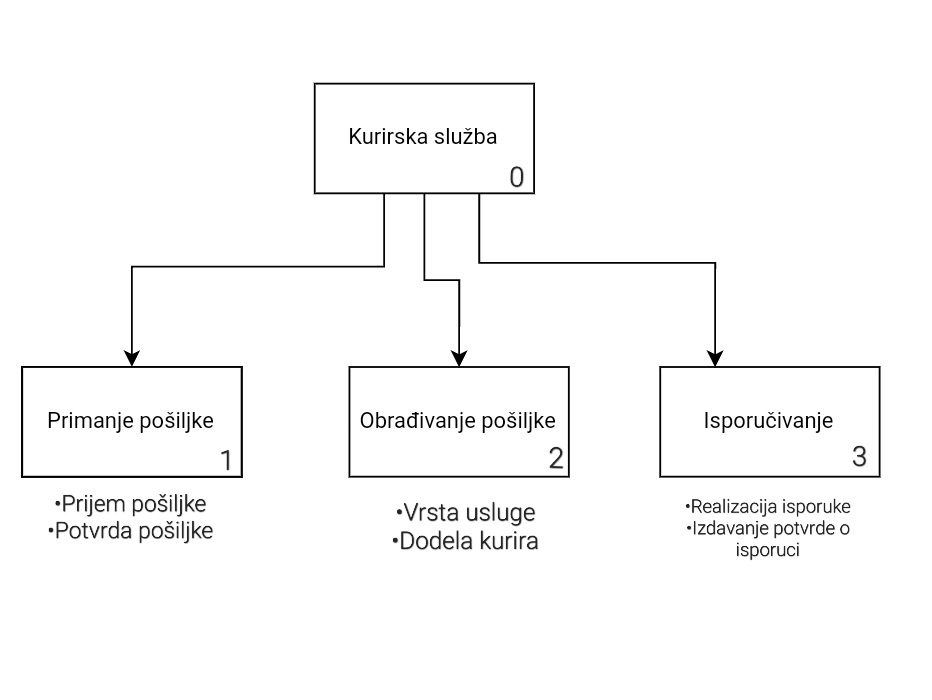 Kurirska služba
0
Primanje pošiljke
1
Obrađivanje pošiljke
2
Isporučivanje
3
•Prijem pošiljke
•Potvrda pošiljke
•Vrsta usluge
•Dodela kurira
•Realizacija isporuke
•Izdavanje potvrde o
isporuci